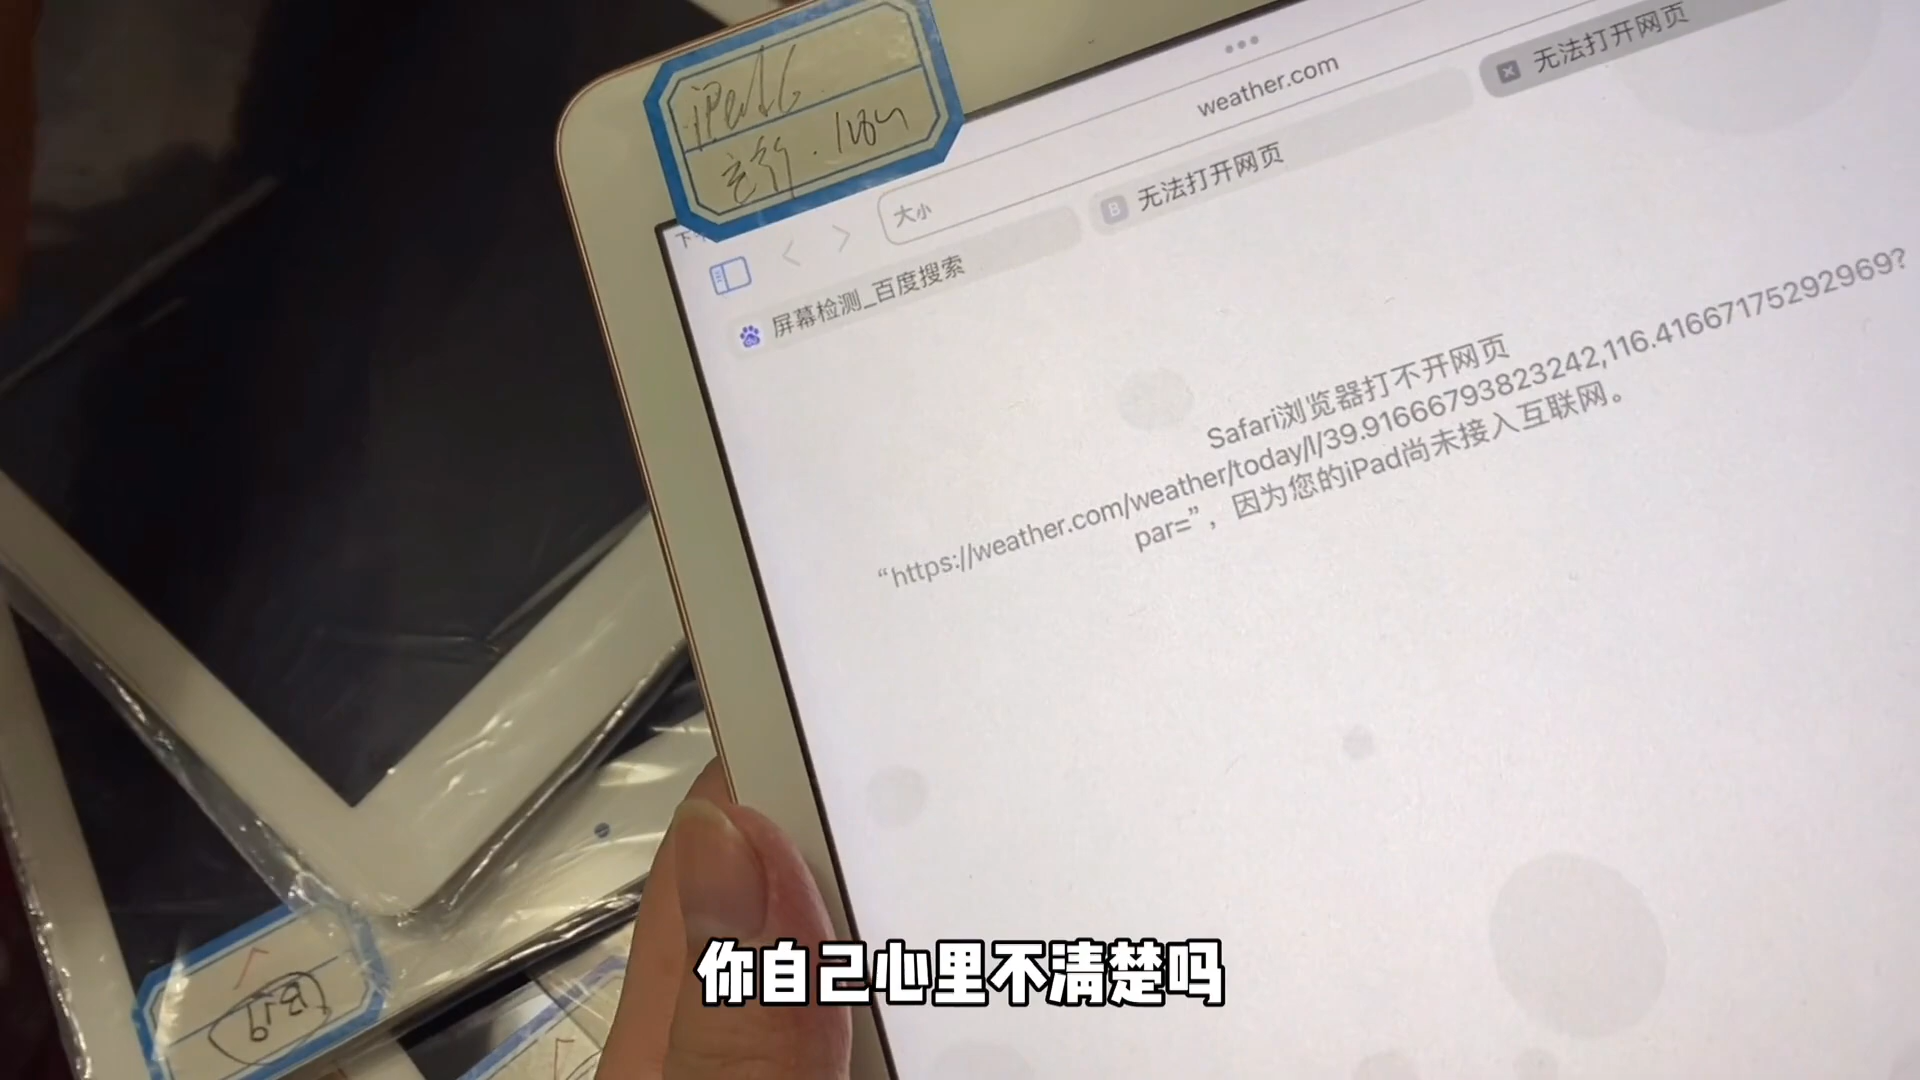 weather.com
大小
无法打开网页
无法打开网页
屏幕检测_百度搜索
Safari浏览器打不开网页
“https://weather.com/weather/today/l/39.91666793823242,116.41667175292969?
par=”，因为您的iPad尚未接入互联网。
你自己心里不清楚吗